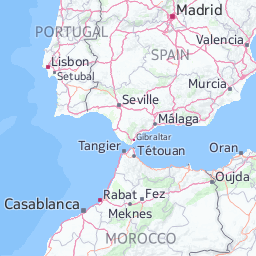 Madrid
PORTUGAL
Valencia
SPAIN
Lisbon
Setubal
Murcia
Seville
Málaga
Gibraltar
Tangier
Tétouan
Oran
Oujda
Rabat
Fez
Casablanca
Meknes
MOROCCO